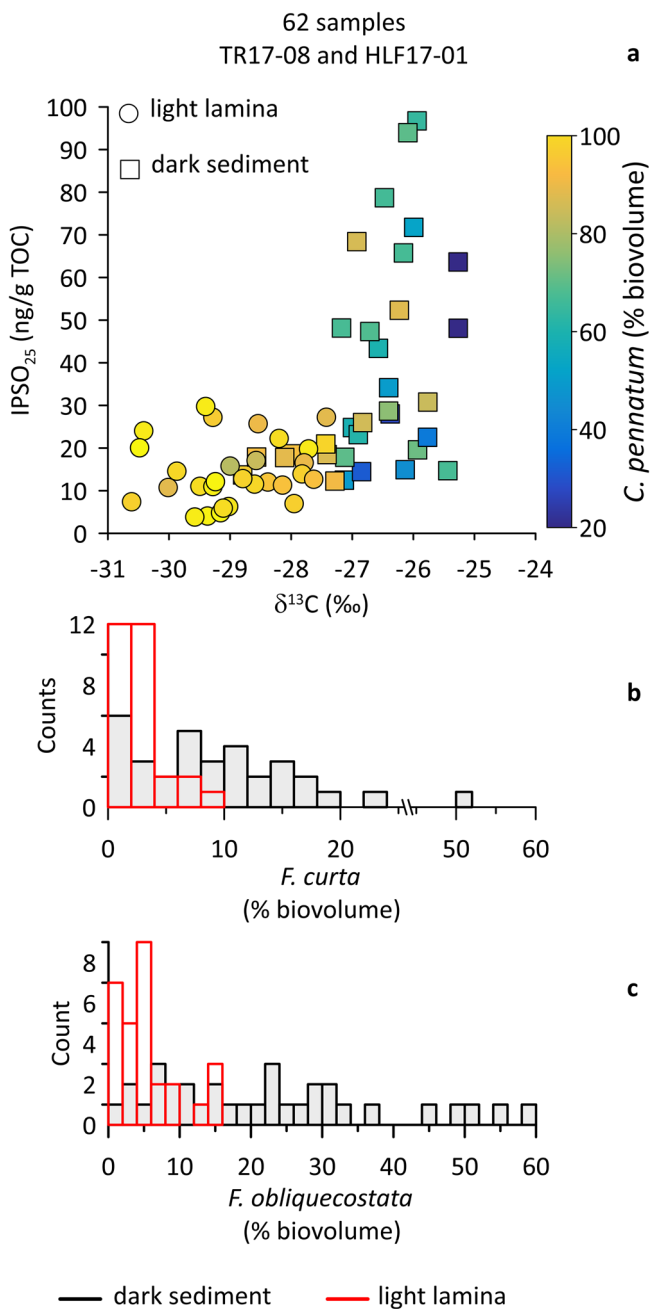 62 samples
TR17-08 and HLF17-01
a
light lamina
dark sediment
100
90
80
70
60
50
40
30
20
10
0
IPSO25 (ng/g TOC)
-31 -30 -29 -28 -27 -26 -25 -24
δ13C (‰)
100
80
60
40
20
C. pennatum (% biovolume)
b
12
8
4
0
Counts
0 10 20 50 60
F. curta
(% biovolume)
c
8
6
4
2
0
Count
0 10 20 30 40 50 60
F. obliquecostata
(% biovolume)
dark sediment light lamina